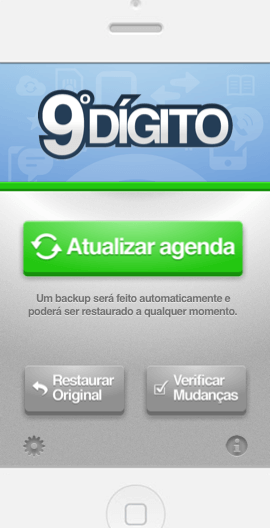 9º DÍGITO
Atualizar agenda
Um backup será feito automaticamente e
poderá ser restaurado a qualquer momento.
Restaurar
Original
Verificar
Mudanças